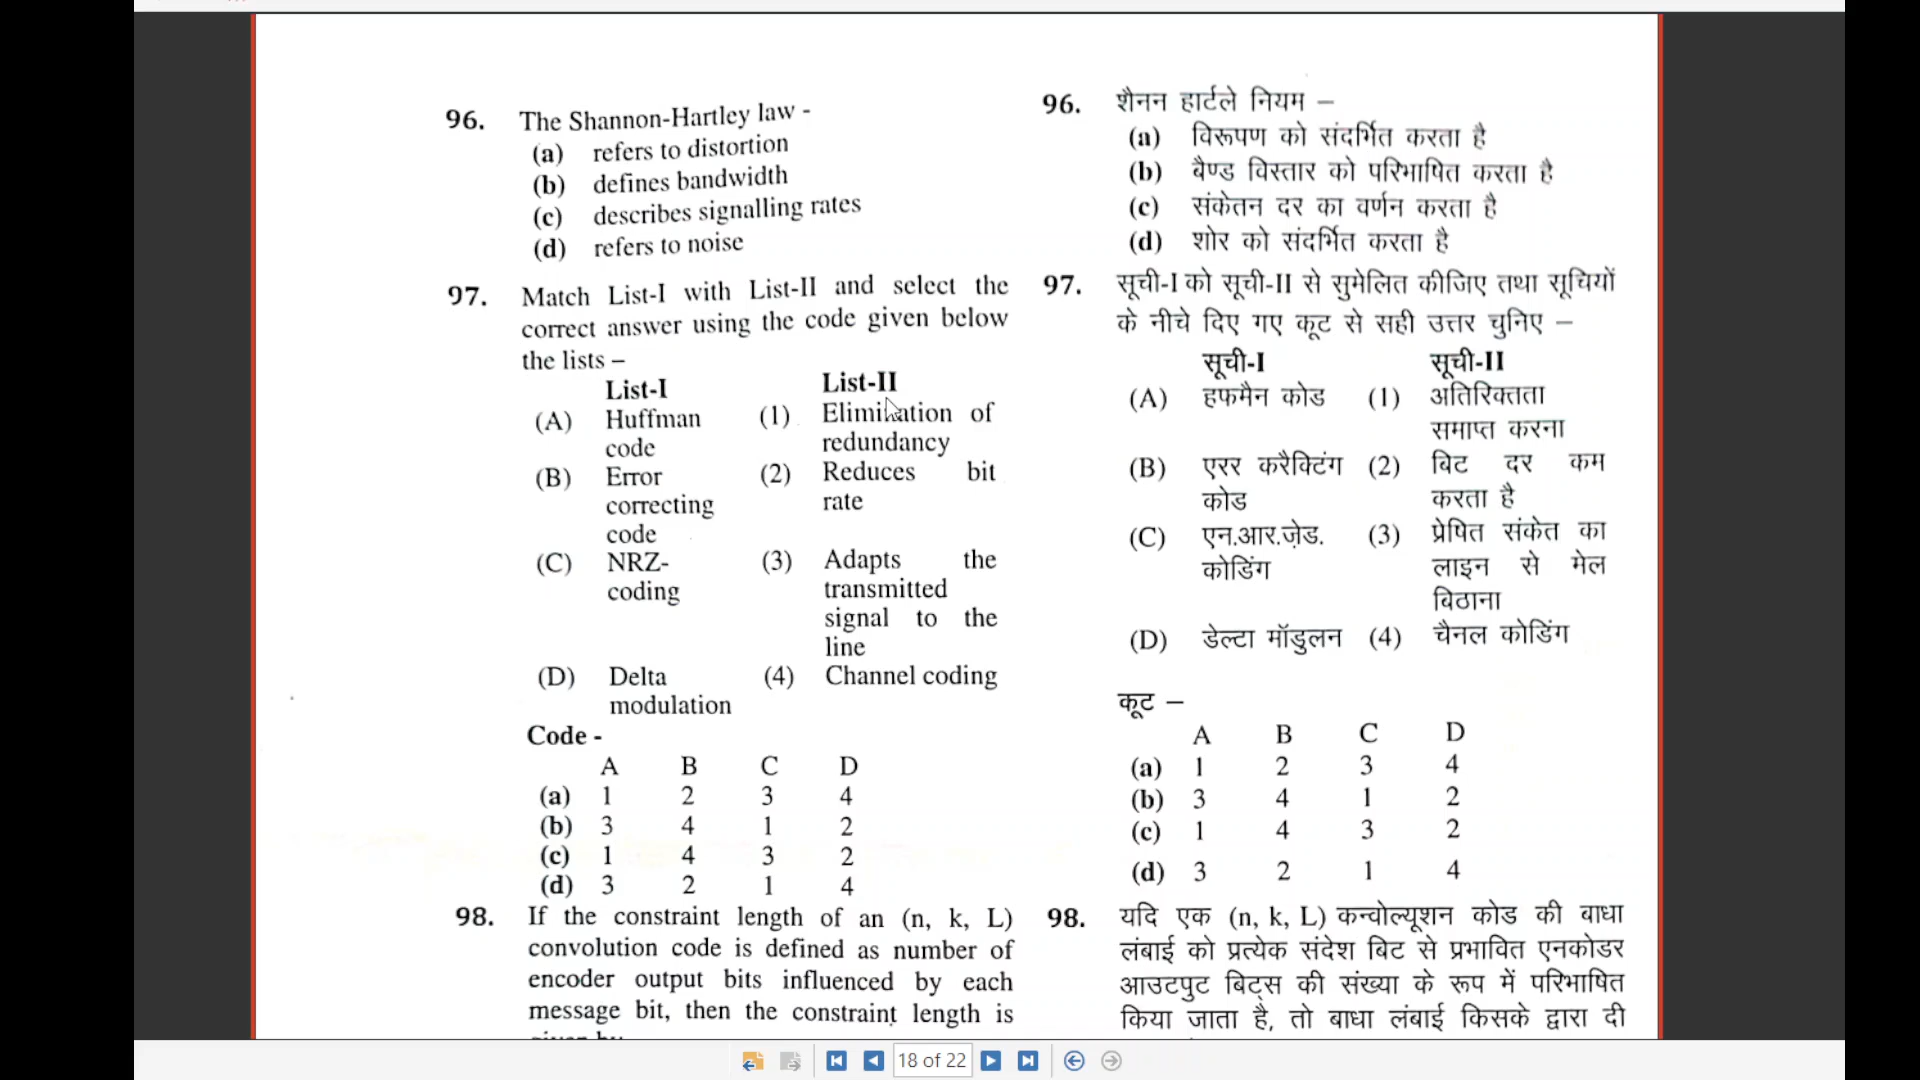 96. The Shannon-Hartley law -
(a) refers to distortion
(b) defines bandwidth
(c) describes signalling rates
(d) refers to noise
97. Match List-I with List-II and select the
correct answer using the code given below
the lists –
List-I List-II
(A) Huffman (1) Elimination of
code redundancy
(B) Error (2) Reduces bit
correcting rate
code
(C) NRZ- (3) Adapts the
coding transmitted
signal to the
line
(D) Delta (4) Channel coding
modulation
Code -
A B C D
(a) 1 2 3 4
(b) 3 4 1 2
(c) 1 4 3 2
(d) 3 2 1 4
98. If the constraint length of an (n, k, L)
convolution code is defined as number of
encoder output bits influenced by each
message bit, then the constraint length is
96. शैनन हार्टले नियम –
(a) विरूपण को संदर्भित करता है
(b) बैण्ड विस्तार को परिभाषित करता है
(c) संकेतन दर का वर्णन करता है
(d) शोर को संदर्भित करता है
97. सूची-I को सूची-II से सुमेलित कीजिए तथा सूचियों
के नीचे दिए गए कूट से सही उत्तर चुनिए –
सूची-I सूची-II
(A) हफमैन कोड (1) अतिरिक्तता
समाप्त करना
(B) एरर करैक्टिंग (2) बिट दर कम
कोड करता है
(C) एन.आर.ज़ेड. (3) प्रेषित संकेत का
कोडिंग लाइन से मेल
बिठाना
(D) डेल्टा मॉडुलन (4) चैनल कोडिंग
कूट –
A B C D
(a) 1 2 3 4
(b) 3 4 1 2
(c) 1 4 3 2
(d) 3 2 1 4
98. यदि एक (n, k, L) कन्वोल्यूशन कोड की बाधा
लंबाई को प्रत्येक संदेश बिट से प्रभावित एनकोडर
आउटपुट बिट्स की संख्या के रूप में परिभाषित
किया जाता है, तो बाधा लंबाई किसके द्वारा दी
18 of 22